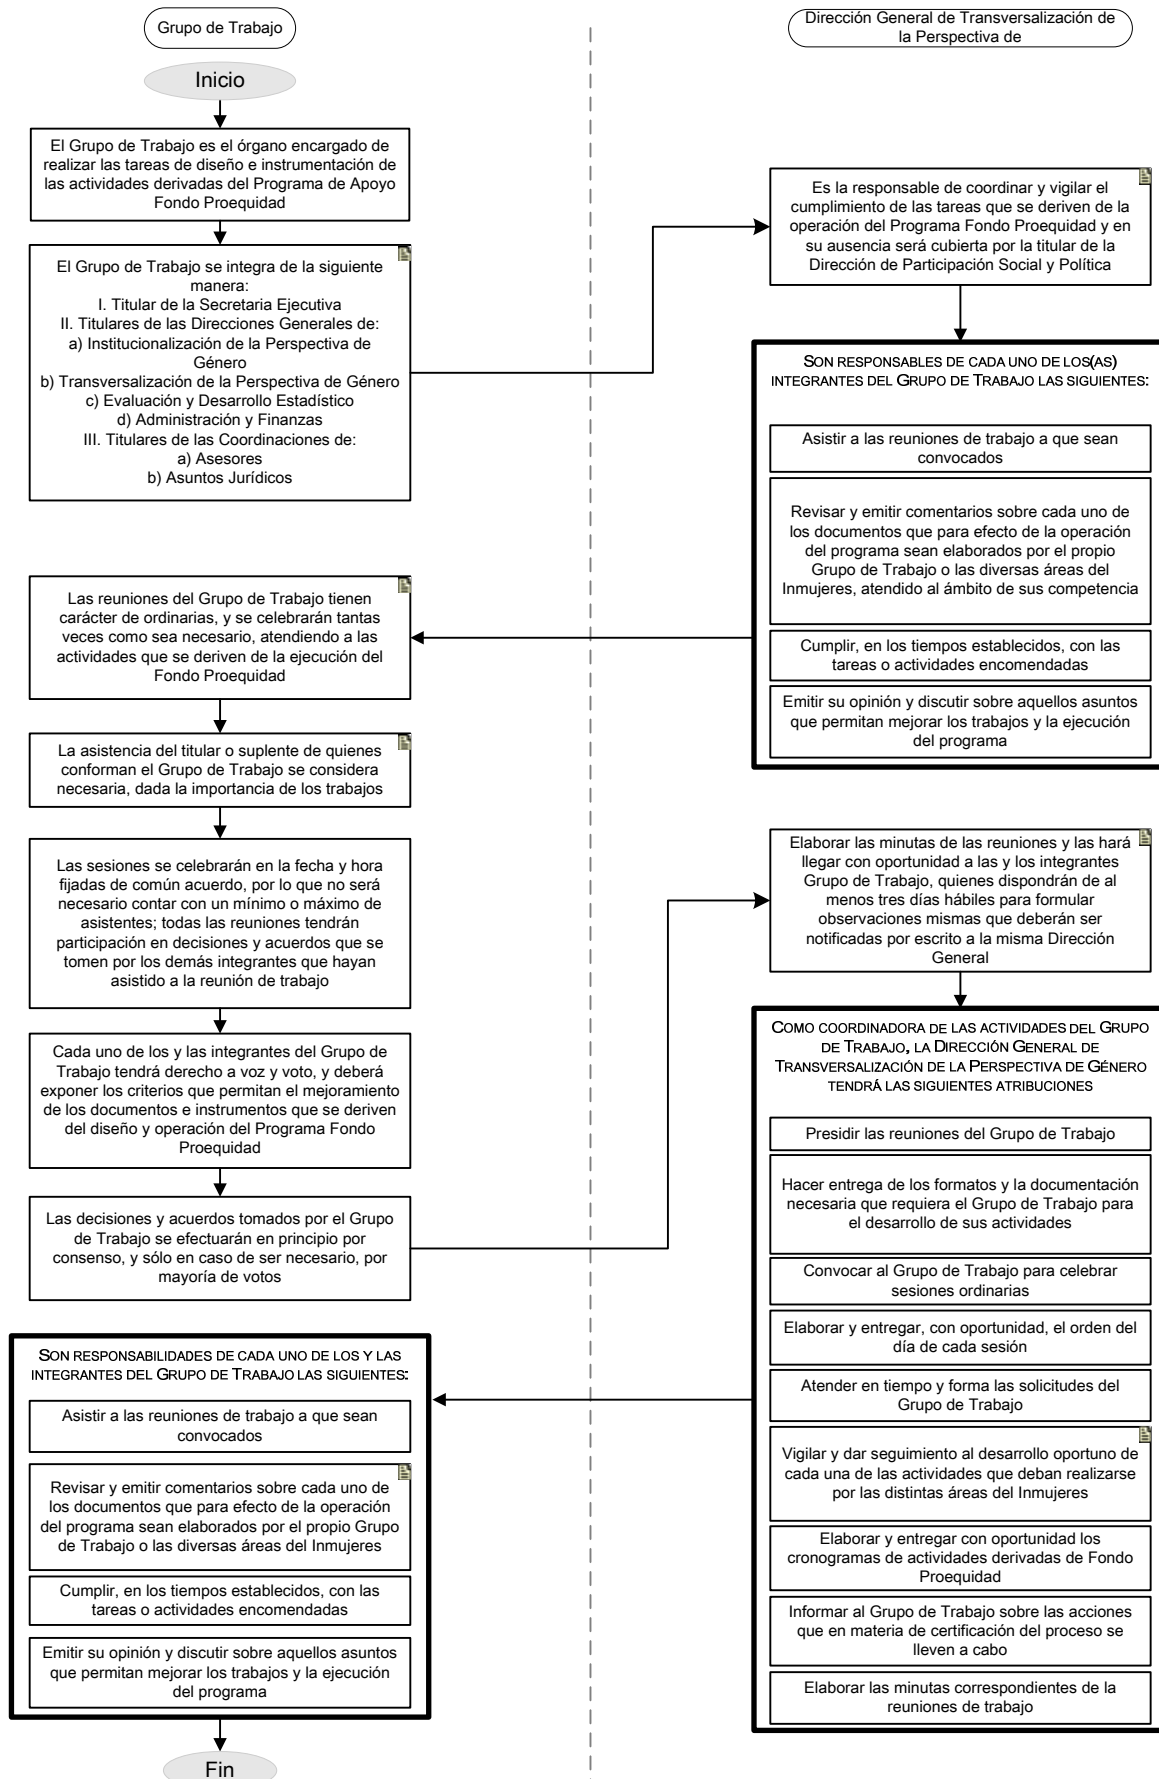 Grupo de Trabajo
Dirección General de Transversalización de
la Perspectiva de
Inicio
El Grupo de Trabajo es el órgano encargado de
realizar las tareas de diseño e instrumentación de
las actividades derivadas del Programa de Apoyo
Fondo Proequidad
El Grupo de Trabajo se integra de la siguiente
manera:
I. Titular de la Secretaria Ejecutiva
II. Titulares de las Direcciones Generales de:
a) Institucionalización de la Perspectiva de
Género
b) Transversalización de la Perspectiva de Género
c) Evaluación y Desarrollo Estadístico
d) Administración y Finanzas
III. Titulares de las Coordinaciones de:
a) Asesores
b) Asuntos Jurídicos
Es la responsable de coordinar y vigilar el
cumplimiento de las tareas que se deriven de la
operación del Programa Fondo Proequidad y en
su ausencia será cubierta por la titular de la
Dirección de Participación Social y Política
SON RESPONSABLES DE CADA UNO DE LOS(AS)
INTEGRANTES DEL GRUPO DE TRABAJO LAS SIGUIENTES:
Asistir a las reuniones de trabajo a que sean
convocados
Revisar y emitir comentarios sobre cada uno de
los documentos que para efecto de la operación
del programa sean elaborados por el propio
Grupo de Trabajo o las diversas áreas del
Inmujeres, atendido al ámbito de sus competencia
Cumplir, en los tiempos establecidos, con las
tareas o actividades encomendadas
Emitir su opinión y discutir sobre aquellos asuntos
que permitan mejorar los trabajos y la ejecución
del programa
Las reuniones del Grupo de Trabajo tienen
carácter de ordinarias, y se celebrarán tantas
veces como sea necesario, atendiendo a las
actividades que se deriven de la ejecución del
Fondo Proequidad
La asistencia del titular o suplente de quienes
conforman el Grupo de Trabajo se considera
necesaria, dada la importancia de los trabajos
Las sesiones se celebrarán en la fecha y hora
fijadas de común acuerdo, por lo que no será
necesario contar con un mínimo o máximo de
asistentes; todas las reuniones tendrán
participación en decisiones y acuerdos que se
tomen por los demás integrantes que hayan
asistido a la reunión de trabajo
Cada uno de los y las integrantes del Grupo de
Trabajo tendrá derecho a voz y voto, y deberá
exponer los criterios que permitan el mejoramiento
de los documentos e instrumentos que se deriven
del diseño y operación del Programa Fondo
Proequidad
Las decisiones y acuerdos tomados por el Grupo
de Trabajo se efectuarán en principio por
consenso, y sólo en caso de ser necesario, por
mayoría de votos
Elaborar las minutas de las reuniones y las hará
llegar con oportunidad a las y los integrantes
Grupo de Trabajo, quienes dispondrán de al
menos tres días hábiles para formular
observaciones mismas que deberán ser
notificadas por escrito a la misma Dirección
General
COMO COORDINADORA DE LAS ACTIVIDADES DEL GRUPO
DE TRABAJO, LA DIRECCIÓN GENERAL DE
TRANSVERSALIZACIÓN DE LA PERSPECTIVA DE GÉNERO
TENDRÁ LAS SIGUIENTES ATRIBUCIONES
Presidir las reuniones del Grupo de Trabajo
Hacer entrega de los formatos y la documentación
necesaria que requiera el Grupo de Trabajo para
el desarrollo de sus actividades
Convocar al Grupo de Trabajo para celebrar
sesiones ordinarias
Elaborar y entregar, con oportunidad, el orden del
día de cada sesión
Atender en tiempo y forma las solicitudes del
Grupo de Trabajo
Vigilar y dar seguimiento al desarrollo oportuno de
cada una de las actividades que deban realizarse
por las distintas áreas del Inmujeres
Elaborar y entregar con oportunidad los
cronogramas de actividades derivadas de Fondo
Proequidad
Informar al Grupo de Trabajo sobre las acciones
que en materia de certificación del proceso se
lleven a cabo
Elaborar las minutas correspondientes de la
reuniones de trabajo
SON RESPONSABILIDADES DE CADA UNO DE LOS Y LAS
INTEGRANTES DEL GRUPO DE TRABAJO LAS SIGUIENTES:
Asistir a las reuniones de trabajo a que sean
convocados
Revisar y emitir comentarios sobre cada uno de
los documentos que para efecto de la operación
del programa sean elaborados por el propio Grupo
de Trabajo o las diversas áreas del Inmujeres
Cumplir, en los tiempos establecidos, con las
tareas o actividades encomendadas
Emitir su opinión y discutir sobre aquellos asuntos
que permitan mejorar los trabajos y la ejecución
del programa
Fin